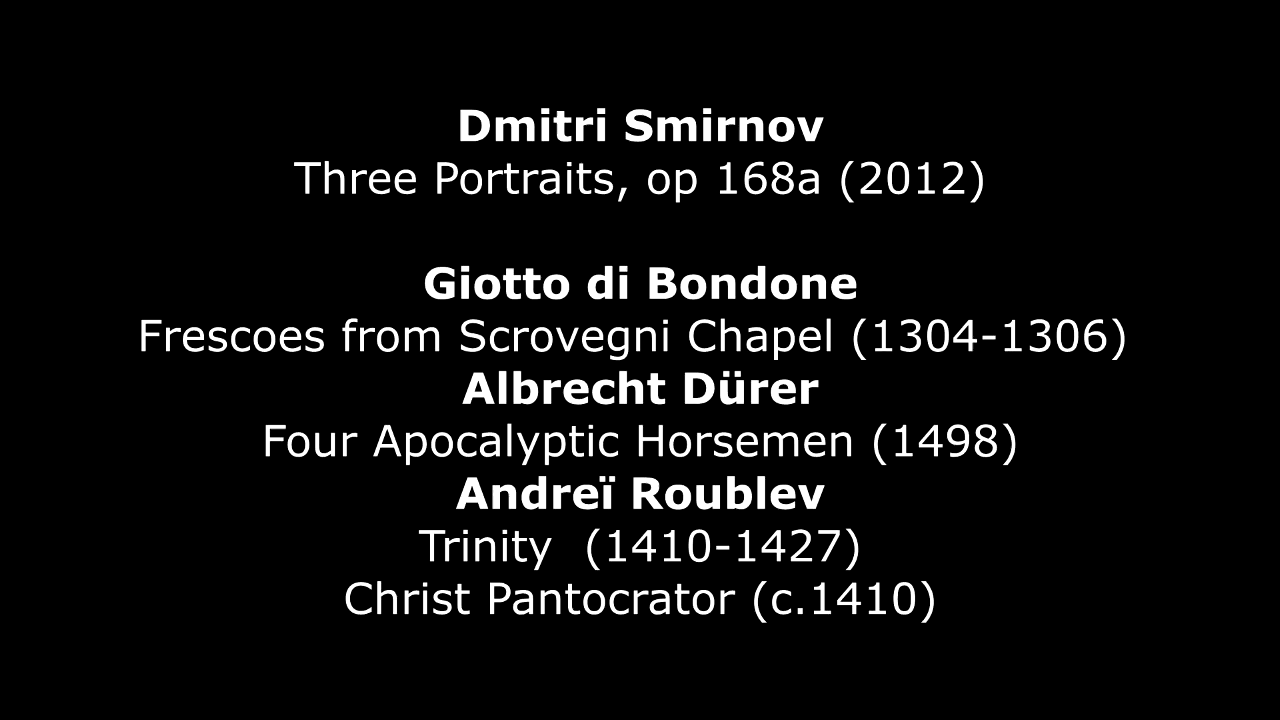 Dmitri Smirnov
Three Portraits, op 168a (2012)
Giotto di Bondone
Frescoes from Scrovegni Chapel (1304-1306)
Albrecht Dürer
Four Apocalyptic Horsemen (1498)
Andreï Roublev
Trinity  (1410-1427)
Christ Pantocrator (c.1410)